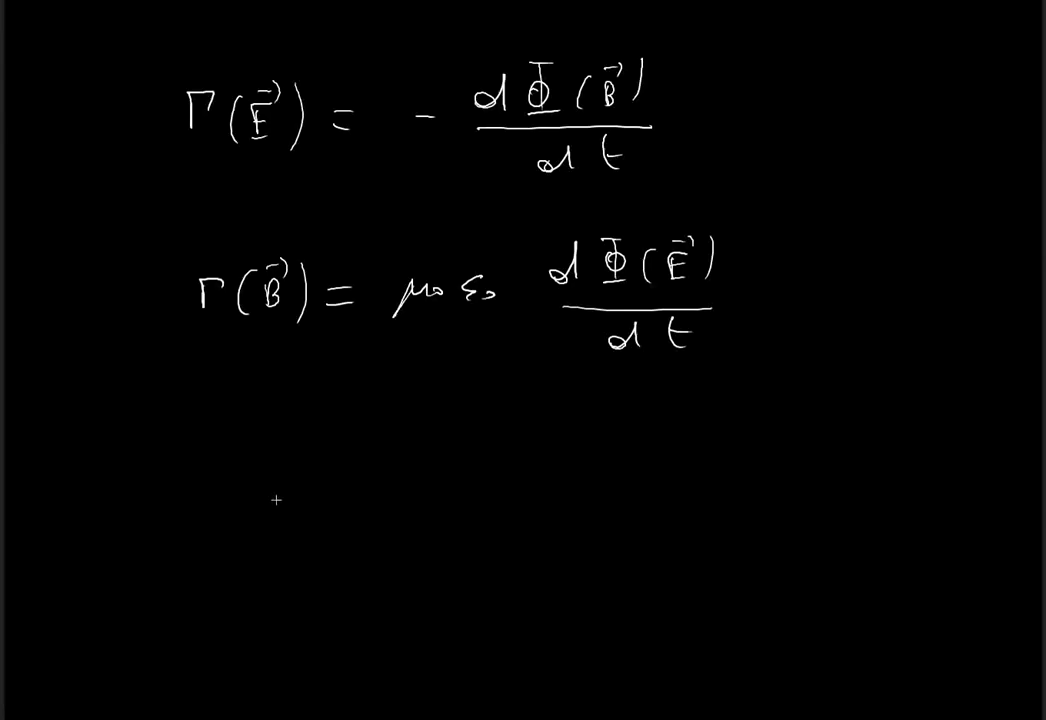 Γ(E⃗) = - dΦ(B⃗)/dt
Γ(B⃗) = μ₀ ε₀ dΦ(E⃗)/dt